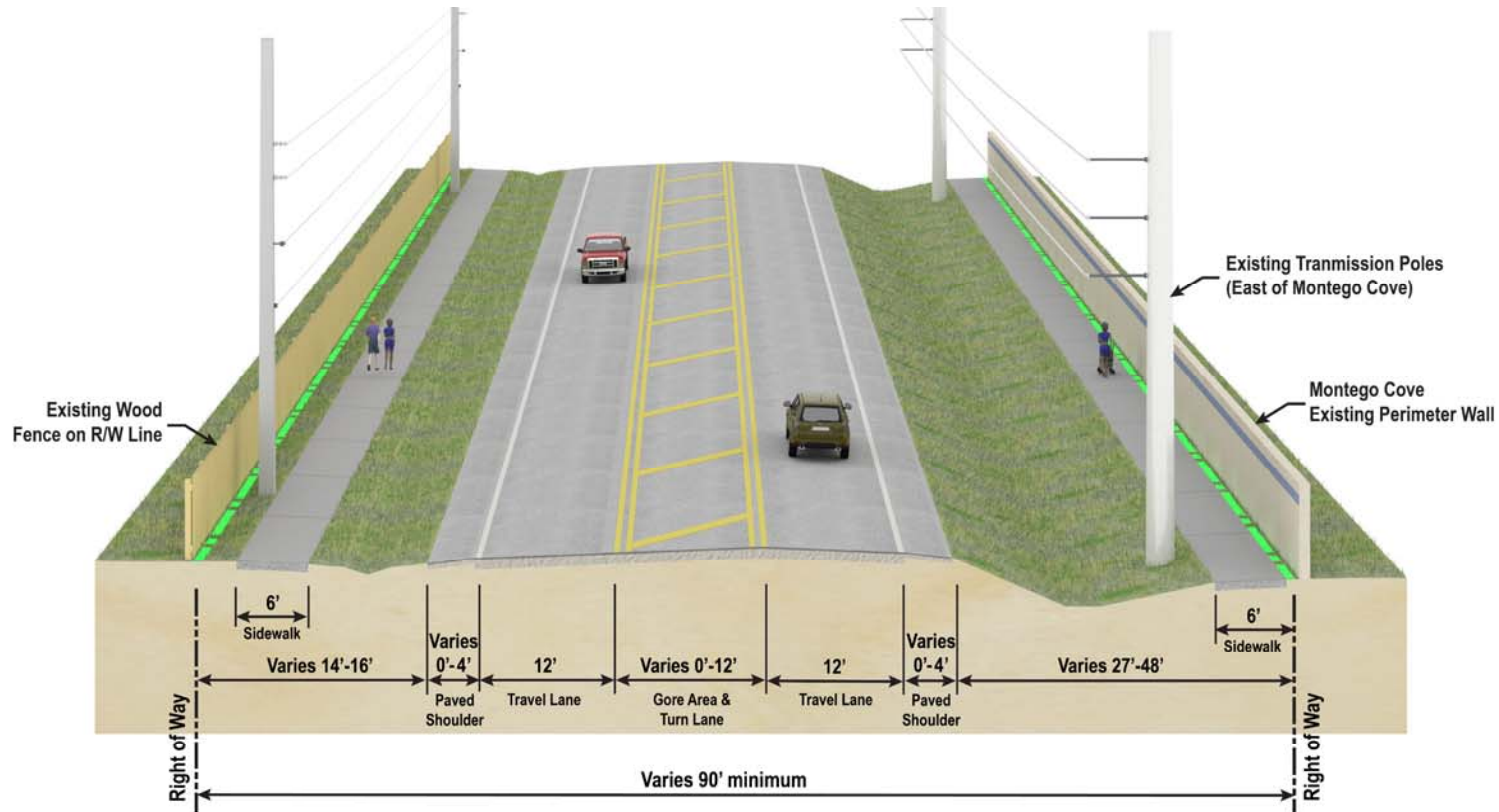 Existing Tranmission Poles
(East of Montego Cove)
Existing Wood
Fence on R/W Line
Montego Cove
Existing Perimeter Wall
6'
Sidewalk
Varies 14'-16'
Varies
0'-4'
Paved
Shoulder
12'
Travel Lane
Varies 0'-12'
Gore Area &
Turn Lane
12'
Travel Lane
Varies
0'-4'
Paved
Shoulder
6'
Sidewalk
Varies 27'-48'
Right of Way
Varies 90' minimum
Right of Way